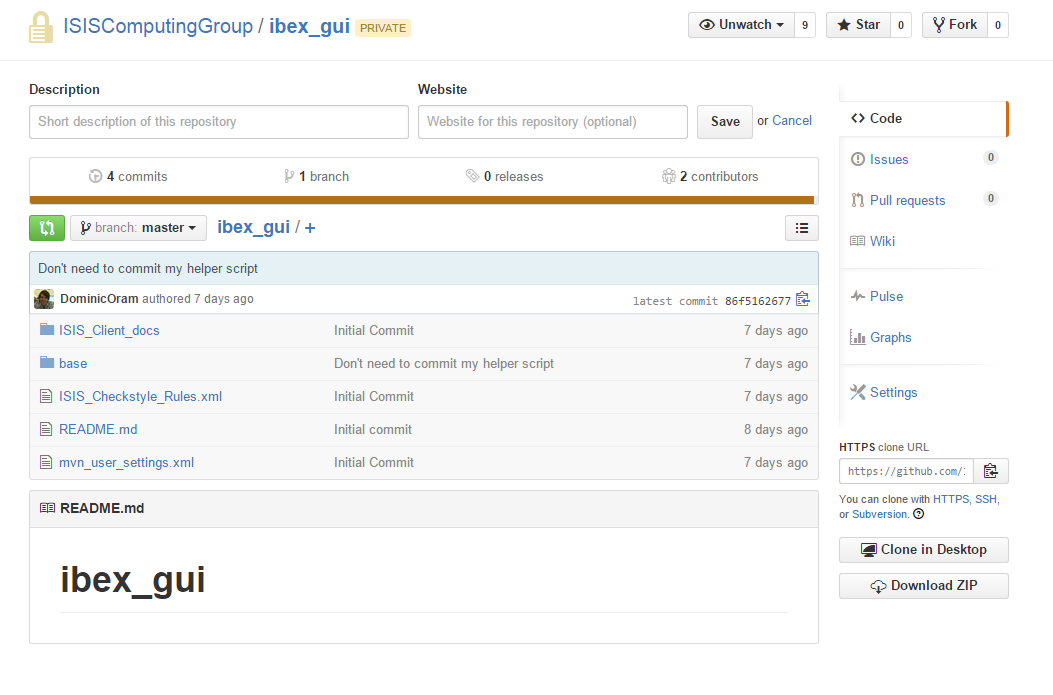 ISISComputingGroup / ibex_gui PRIVATE Unwatch 9 Star 0 Fork 0
Description Website
Short description of this repository Website for this repository (optional) Save or Cancel
4 commits 1 branch 0 releases 2 contributors
branch: master ibex_gui / +
Don't need to commit my helper script
DominicOram authored 7 days ago latest commit 86f5162677
ISIS_Client_docs Initial Commit 7 days ago
base Don't need to commit my helper script 7 days ago
ISIS_Checkstyle_Rules.xml Initial Commit 7 days ago
README.md Initial commit 8 days ago
mvn_user_settings.xml Initial Commit 7 days ago
README.md
ibex_gui
Code
Issues 0
Pull requests 0
Wiki
Pulse
Graphs
Settings
HTTPS clone URL
https://github.com/
You can clone with HTTPS, SSH,
or Subversion.
Clone in Desktop
Download ZIP